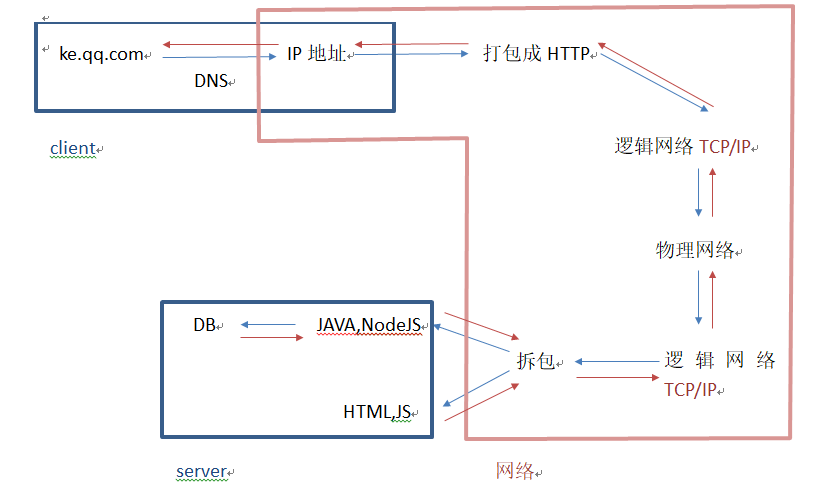 ke.qq.com
IP 地址
打包成 HTTP
DNS
client
逻辑网络 TCP/IP
物理网络
DB
JAVA,NodeJS
拆包
逻辑网络
TCP/IP
HTML,JS
server
网络